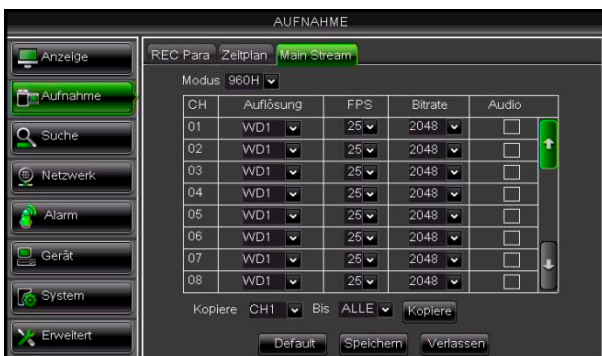 AUFNAHME
Anzeige
Aufnahme
Suche
Netzwerk
Alarm
Gerät
System
Erweitert
REC Para Zeitplan Main Stream
Modus 960H
CH Auflösung FPS Bitrate Audio
01 WD1 25 2048
02 WD1 25 2048
03 WD1 25 2048
04 WD1 25 2048
05 WD1 25 2048
06 WD1 25 2048
07 WD1 25 2048
08 WD1 25 2048
Kopiere CH1 Bis ALLE Kopiere
Default Speichern Verlassen